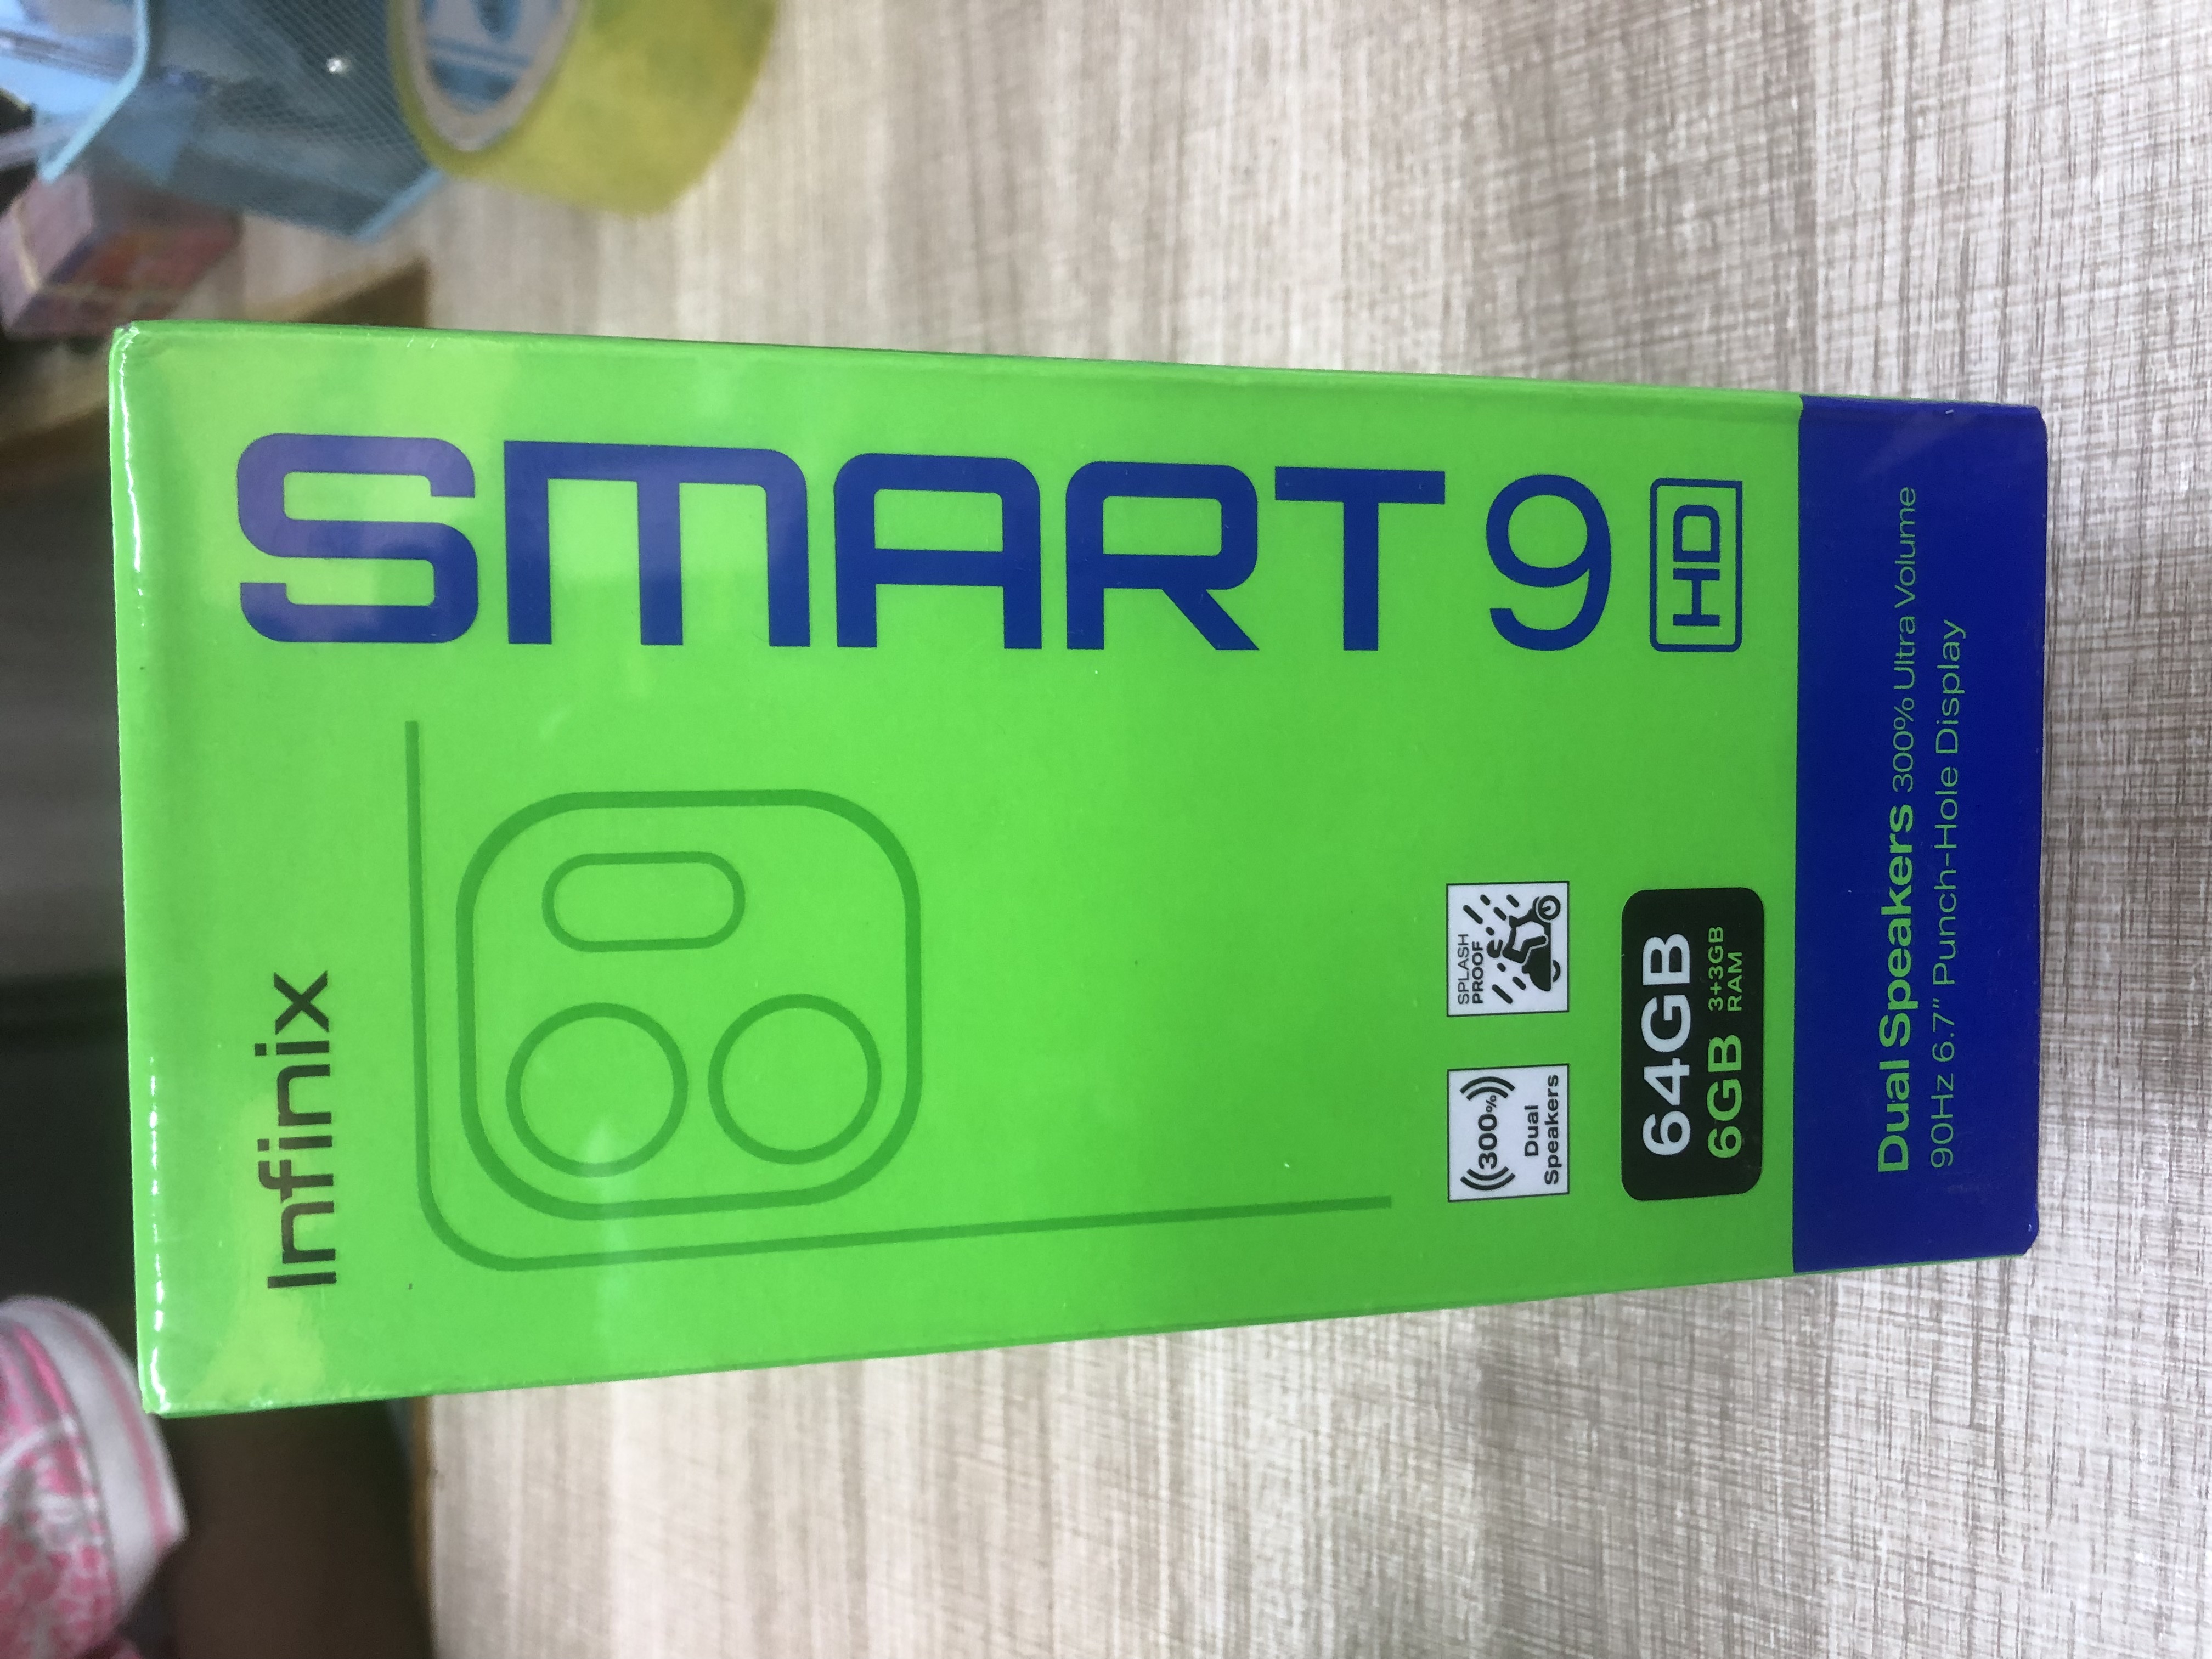 Infinix
SMART 9
HD
300%
Dual
Speakers
SPLASH
PROOF
64GB
6GB 3+3GB
RAM
Dual Speakers 300% Ultra Volume
90Hz 6.7" Punch-Hole Display